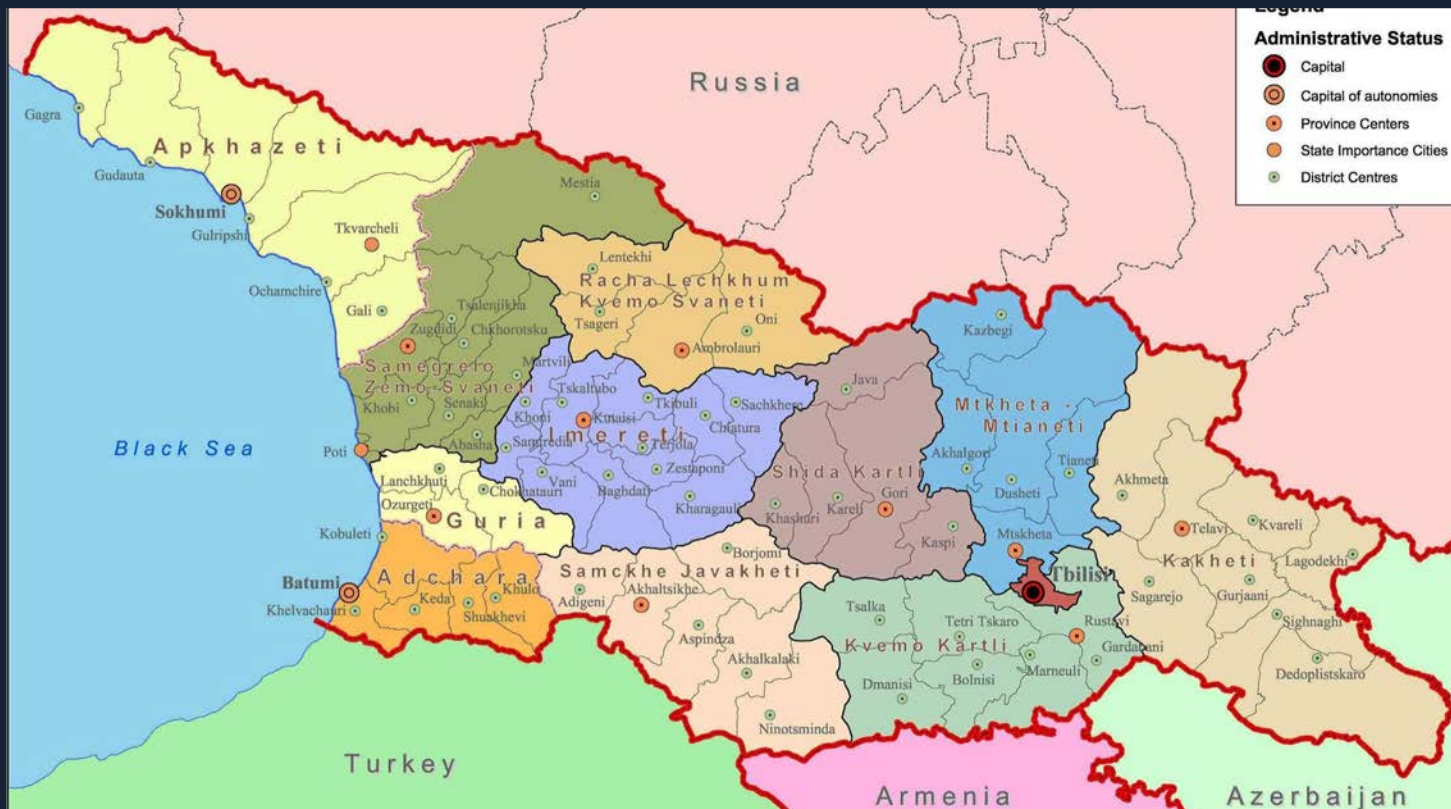 Legend
Administrative Status
Capital
Capital of autonomies
Province Centers
State Importance Cities
District Centres
Russia
Gagra
Apkhazeti
Gudauta
Mestia
Sokhumi
Gulripshi
Tkvarcheli
Lentekhi
Racha Lechkhum
Kvemo Svaneti
Ochamchire
Gali
Tsalenjikha
Tsageri
Oni
Kazbegi
Zugdidi
Chkhorotsku
Ambrolauri
Samegrelo
Zemo Svaneti
Martvili
Java
Khobi
Senaki
Tskaltubo
Tkibuli
Sachkhere
Khoni
Kutaisi
Chiatura
Mtkheta -
Mtianeti
Black Sea
Poti
Abasha
Samtredia
Imereti
Terjola
Akhalgori
Tianeti
Lanchkhuti
Chokhatauri
Vani
Baghdati
Zestaponi
Shida Kartli
Dusheti
Akhmeta
Ozurgeti
Guria
Kharagauli
Khashari
Kareli
Gori
Kobuleti
Kaspi
Mtskheta
Telavi
Kvareli
Borjomi
Kakheti
Lagodekhi
Batumi
Adchara
Samckhe Javakheti
Tbilisi
Khelvachauri
Keda
Khulo
Shuakhevi
Adigeni
Akhaltsikhe
Sagarejo
Gurjaani
Aspindza
Tsalka
Tetri Tskaro
Rustavi
Sighnaghi
Kvemo Kartli
Gardabani
Akhalkalaki
Marneuli
Bolnisi
Dedoplistskaro
Dmanisi
Ninotsminda
Turkey
Armenia
Azerbaijan